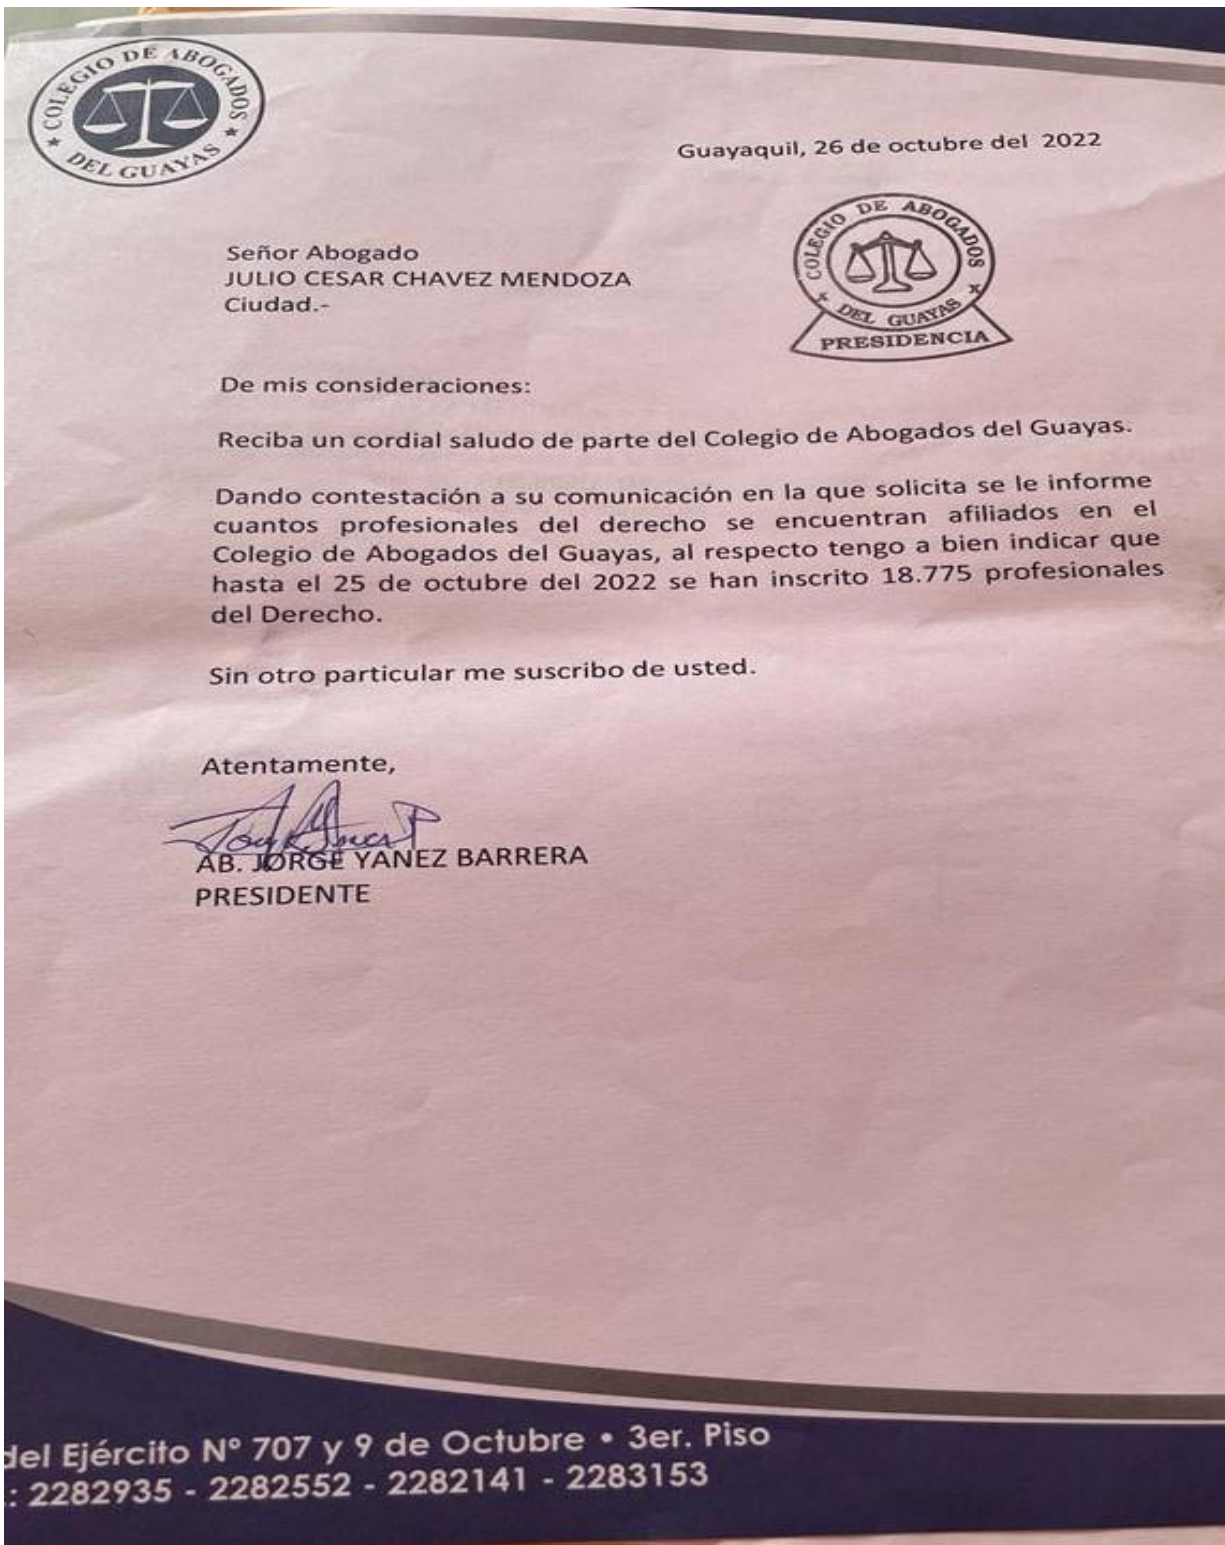 COLEGIO DE ABOGADOS
DEL GUAYAS
Guayaquil, 26 de octubre del 2022
COLEGIO DE ABOGADOS
DEL GUAYAS
PRESIDENCIA
Señor Abogado
JULIO CESAR CHAVEZ MENDOZA
Ciudad.-
De mis consideraciones:
Reciba un cordial saludo de parte del Colegio de Abogados del Guayas.
Dando contestación a su comunicación en la que solicita se le informe
cuantos profesionales del derecho se encuentran afiliados en el
Colegio de Abogados del Guayas, al respecto tengo a bien indicar que
hasta el 25 de octubre del 2022 se han inscrito 18.775 profesionales
del Derecho.
Sin otro particular me suscribo de usted.
Atentamente,
AB. JORGE YANEZ BARRERA
PRESIDENTE
del Ejército Nº 707 y 9 de Octubre • 3er. Piso
.: 2282935 - 2282552 - 2282141 - 2283153